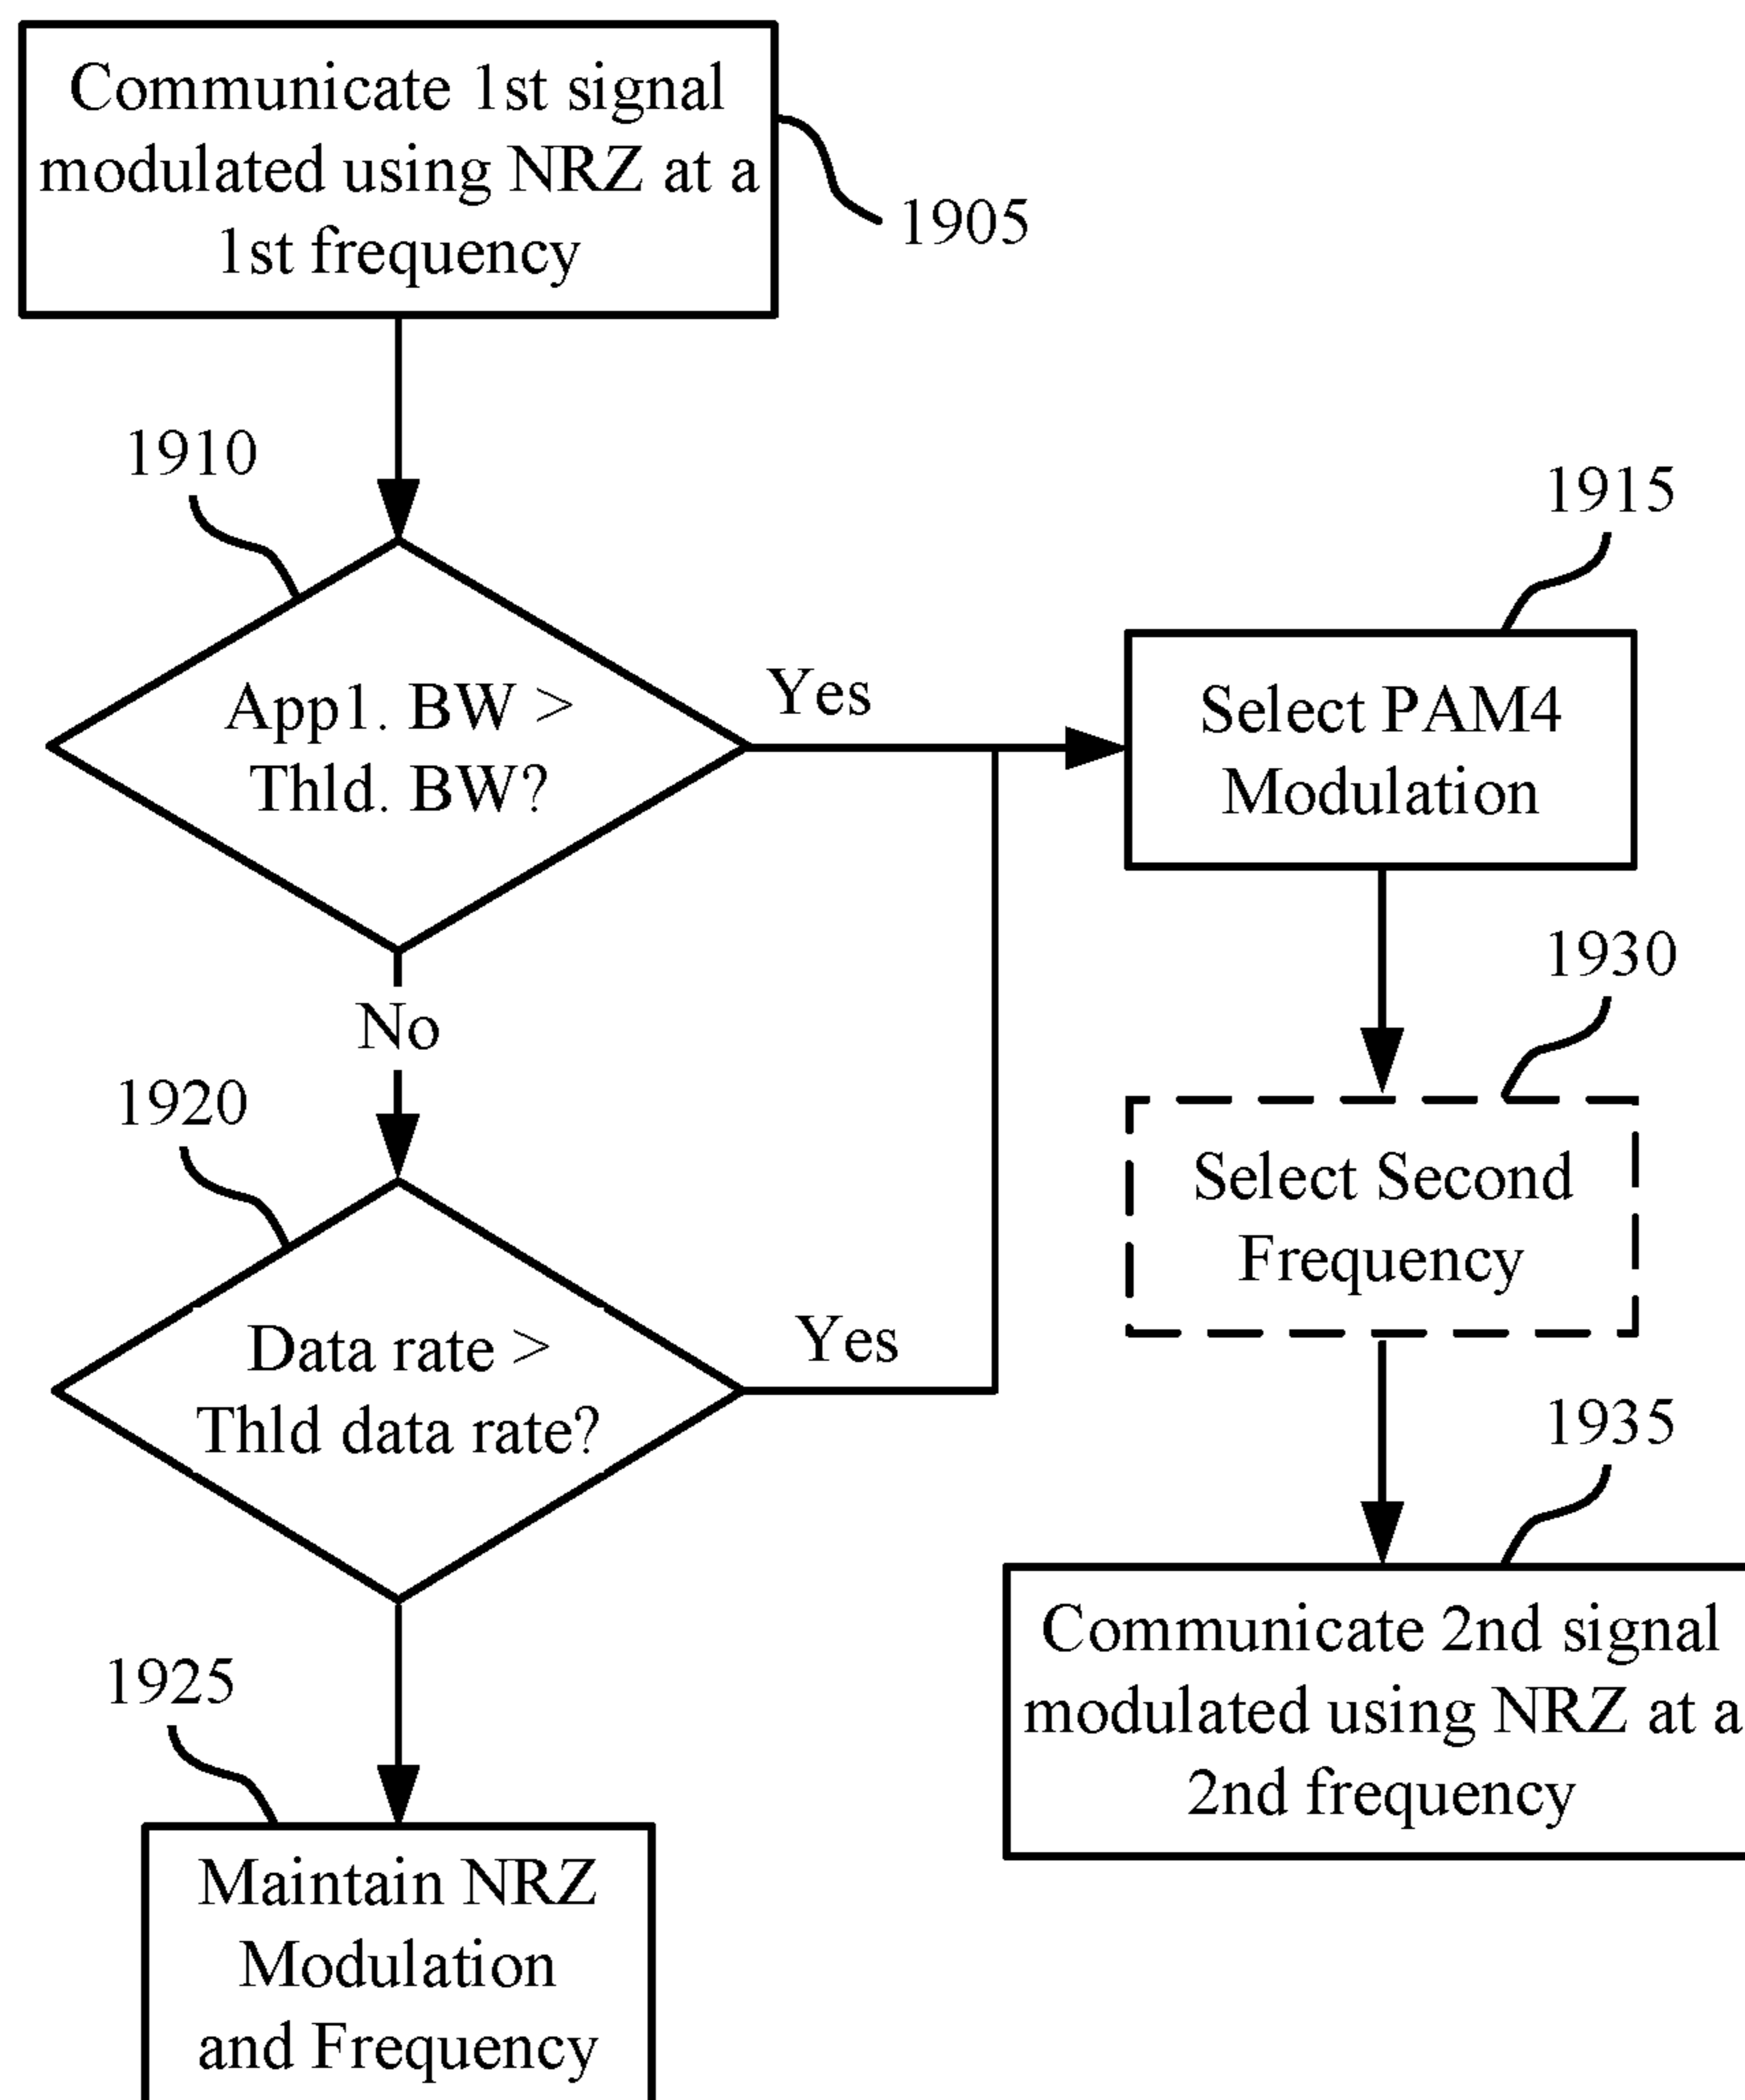 Communicate 1st signal
modulated using NRZ at a
1st frequency
1905
1910
App1. BW >
Thld. BW?
Yes
1915
Select PAM4
Modulation
No
1930
Select Second
Frequency
1920
Data rate >
Thld data rate?
Yes
1935
Communicate 2nd signal
modulated using NRZ at a
2nd frequency
1925
Maintain NRZ
Modulation
and Frequency